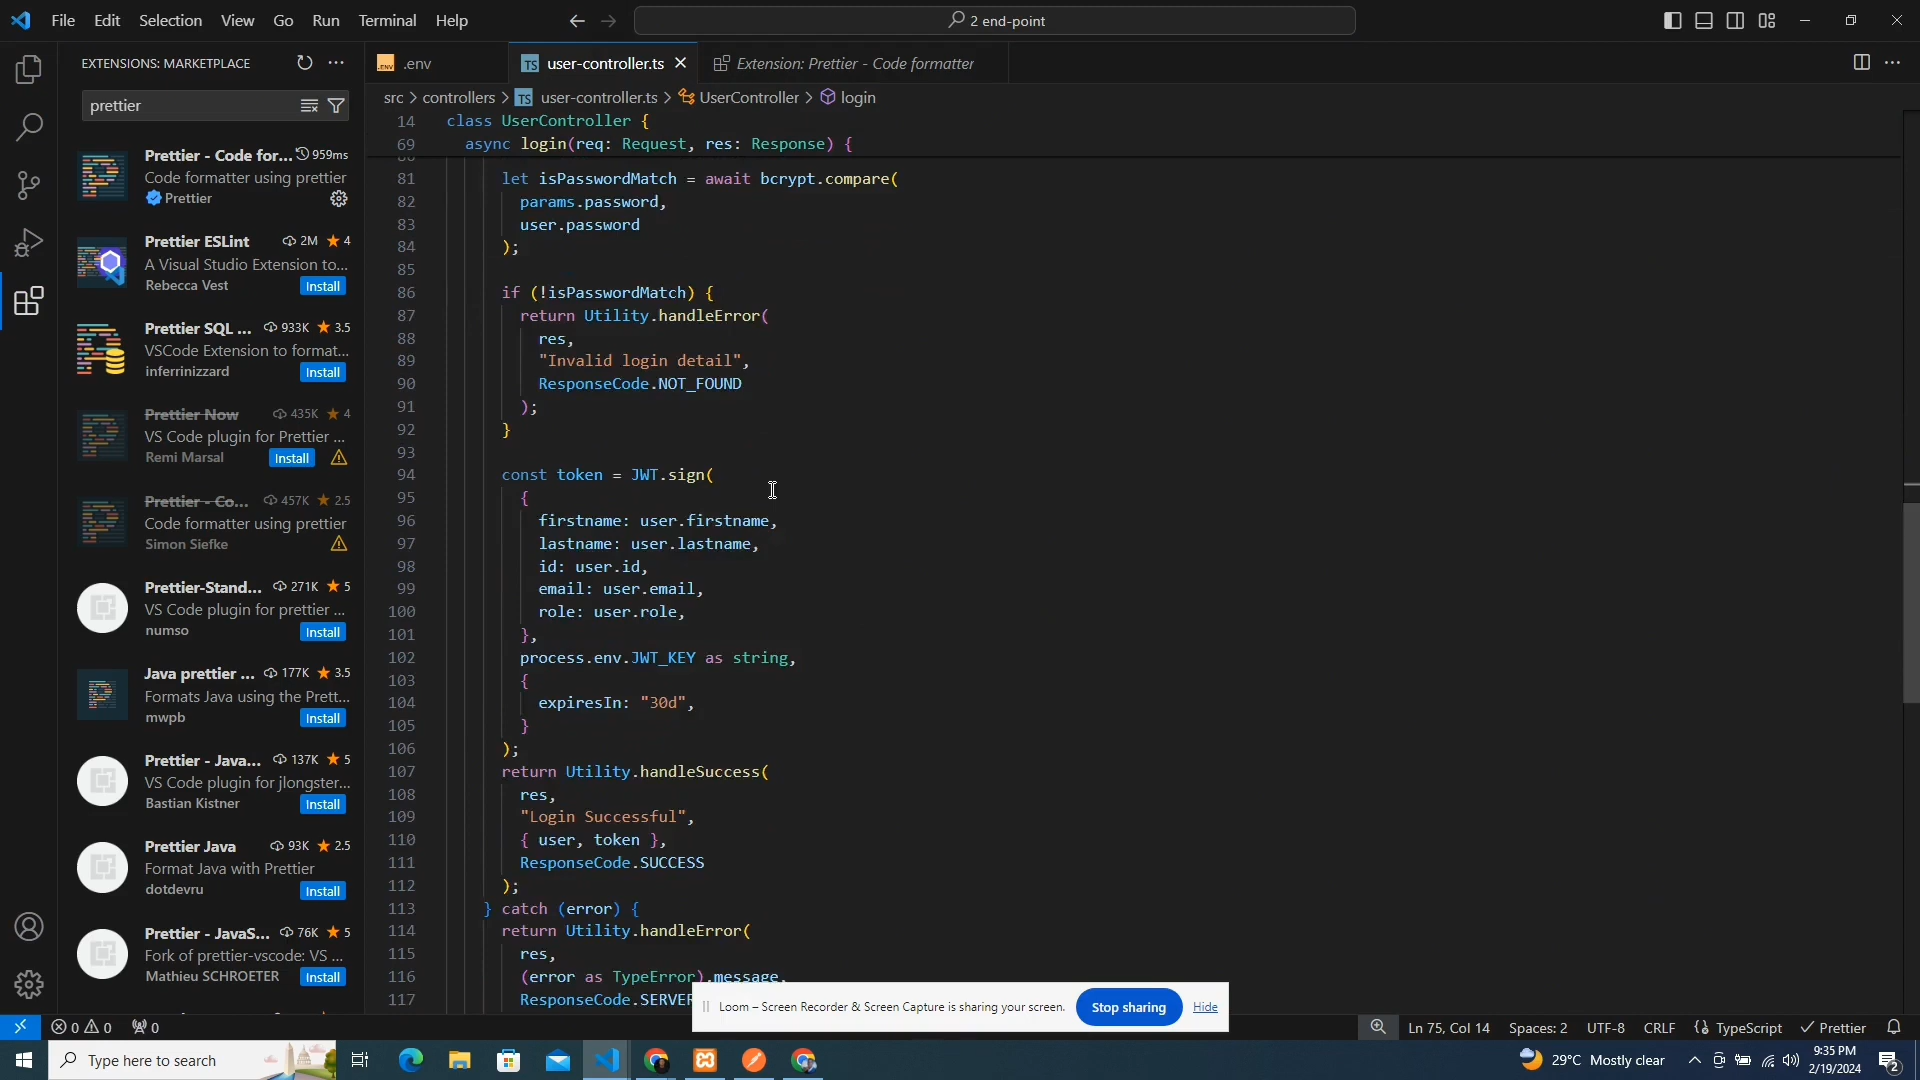 File Edit Selection View Go Run Terminal Help
2 end-point
EXTENSIONS: MARKETPLACE
prettier
Prettier - Code for... 959ms
Code formatter using prettier
Prettier
Prettier ESLint 2M 4
A Visual Studio Extension to...
Rebecca Vest Install
Prettier SQL ... 933K 3.5
VSCode Extension to format...
inferrinizzard Install
Prettier Now 435K 4
VS Code plugin for Prettier ...
Remi Marsal Install
Prettier - Co... 457K 2.5
Code formatter using prettier
Simon Siefke
Prettier-Stand... 271K 5
VS Code plugin for prettier ...
numso Install
Java prettier ... 177K 3.5
Formats Java using the Prett...
mwpb Install
Prettier - Java... 137K 5
VS Code plugin for jlongster...
Bastian Kistner Install
Prettier Java 93K 2.5
Format Java with Prettier
dotdevru Install
Prettier - JavaS... 76K 5
Fork of prettier-vscode: VS ...
Mathieu SCHROETER Install
.ENV .env TS user-controller.ts Extension: Prettier - Code formatter
src > controllers > TS user-controller.ts > UserController > login
14 class UserController {
69 async login(req: Request, res: Response) {
81 let isPasswordMatch = await bcrypt.compare(
82 params.password,
83 user.password
84 );
85
86 if (!isPasswordMatch) {
87 return Utility.handleError(
88 res,
89 "Invalid login detail",
90 ResponseCode.NOT_FOUND
91 );
92 }
93
94 const token = JWT.sign(
95 {
96 firstname: user.firstname,
97 lastname: user.lastname,
98 id: user.id,
99 email: user.email,
100 role: user.role,
101 },
102 process.env.JWT_KEY as string,
103 {
104 expiresIn: "30d",
105 }
106 );
107 return Utility.handleSuccess(
108 res,
109 "Login Successful",
110 { user, token },
111 ResponseCode.SUCCESS
112 );
113 } catch (error) {
114 return Utility.handleError(
115 res,
116 (error as TypeError).message,
117 ResponseCode.SERVER
Loom – Screen Recorder & Screen Capture is sharing your screen. Stop sharing Hide
0 0 0 Ln 75, Col 14 Spaces: 2 UTF-8 CRLF {} TypeScript Prettier
Type here to search 29°C Mostly clear 9:35 PM
2/19/2024 2